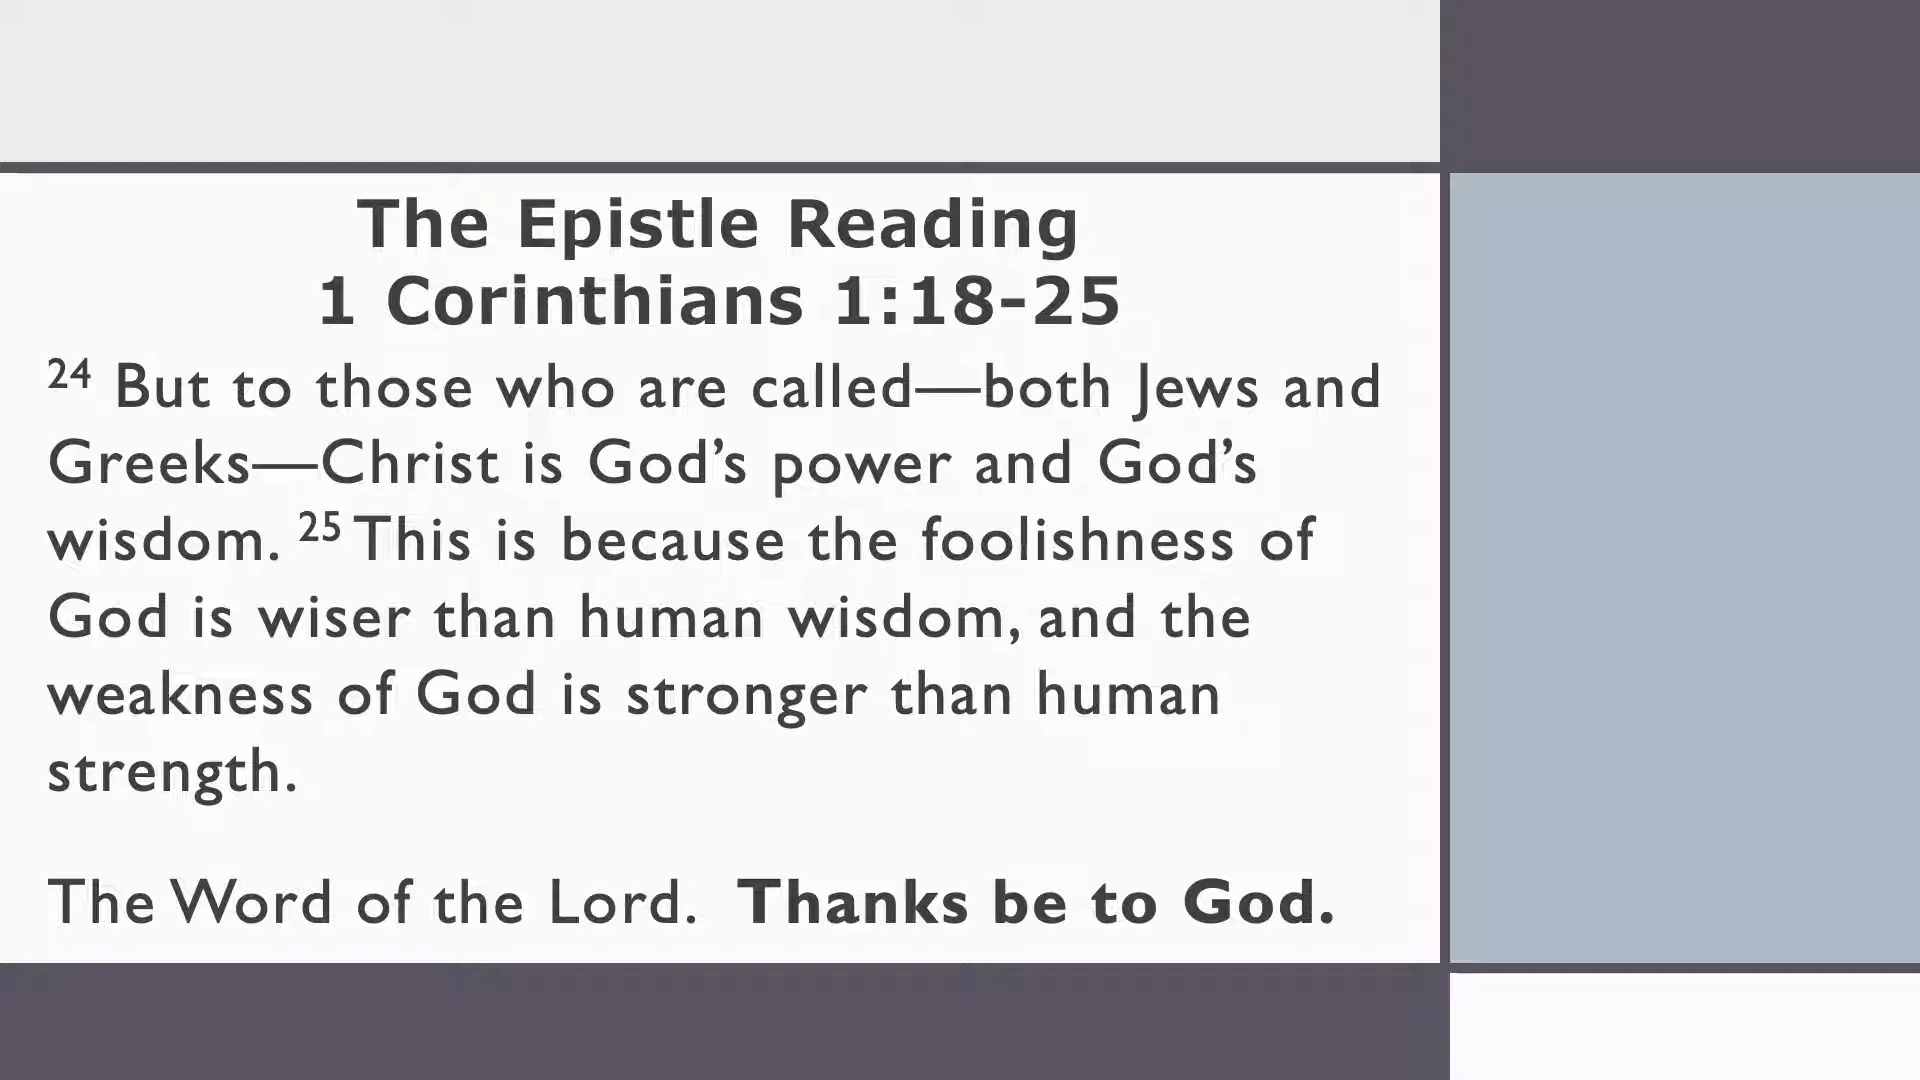 The Epistle Reading
1 Corinthians 1:18-25
24 But to those who are called—both Jews and
Greeks—Christ is God’s power and God’s
wisdom. 25 This is because the foolishness of
God is wiser than human wisdom, and the
weakness of God is stronger than human
strength.
The Word of the Lord.  Thanks be to God.